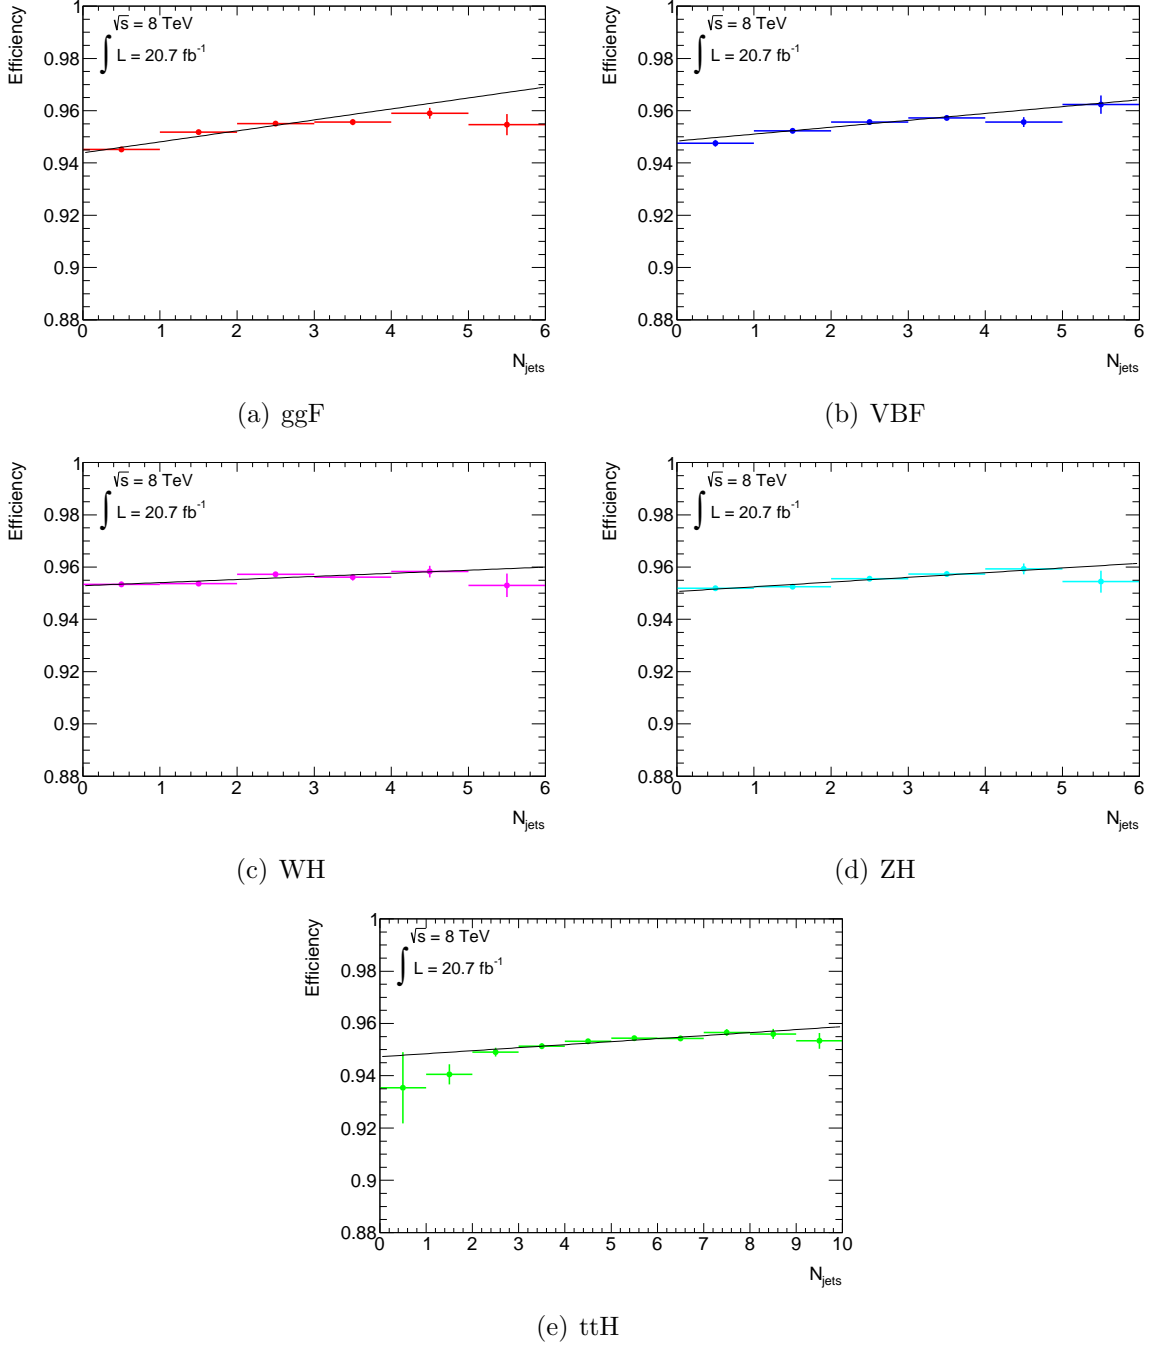 Efficiency
1
0.98
0.96
0.94
0.92
0.9
0.88
√s = 8 TeV
∫ L = 20.7 fb⁻¹
0 1 2 3 4 5 6
N_jets
(a) ggF
Efficiency
1
0.98
0.96
0.94
0.92
0.9
0.88
√s = 8 TeV
∫ L = 20.7 fb⁻¹
0 1 2 3 4 5 6
N_jets
(b) VBF
Efficiency
1
0.98
0.96
0.94
0.92
0.9
0.88
√s = 8 TeV
∫ L = 20.7 fb⁻¹
0 1 2 3 4 5 6
N_jets
(c) WH
Efficiency
1
0.98
0.96
0.94
0.92
0.9
0.88
√s = 8 TeV
∫ L = 20.7 fb⁻¹
0 1 2 3 4 5 6
N_jets
(d) ZH
Efficiency
1
0.98
0.96
0.94
0.92
0.9
0.88
√s = 8 TeV
∫ L = 20.7 fb⁻¹
0 1 2 3 4 5 6 7 8 9 10
N_jets
(e) ttH